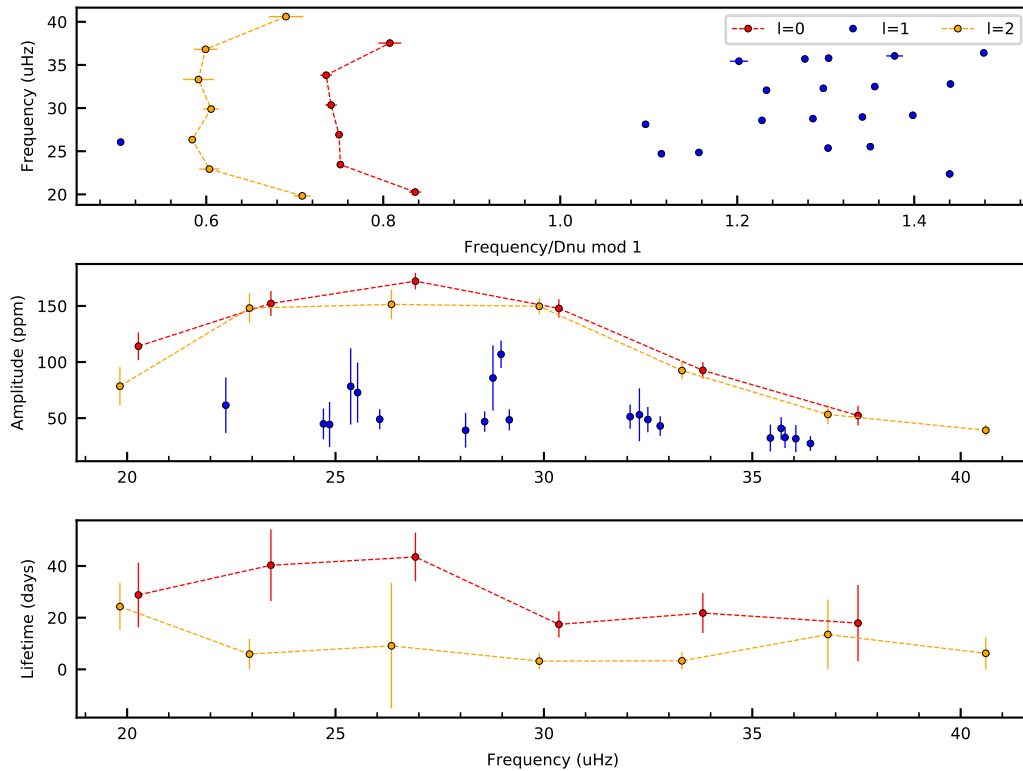 40
35
30
25
20
Frequency (uHz)
l=0 l=1 l=2
0.6 0.8 1.0 1.2 1.4
Frequency/Dnu mod 1
150
100
50
Amplitude (ppm)
20 25 30 35 40
40
20
0
Lifetime (days)
20 25 30 35 40
Frequency (uHz)